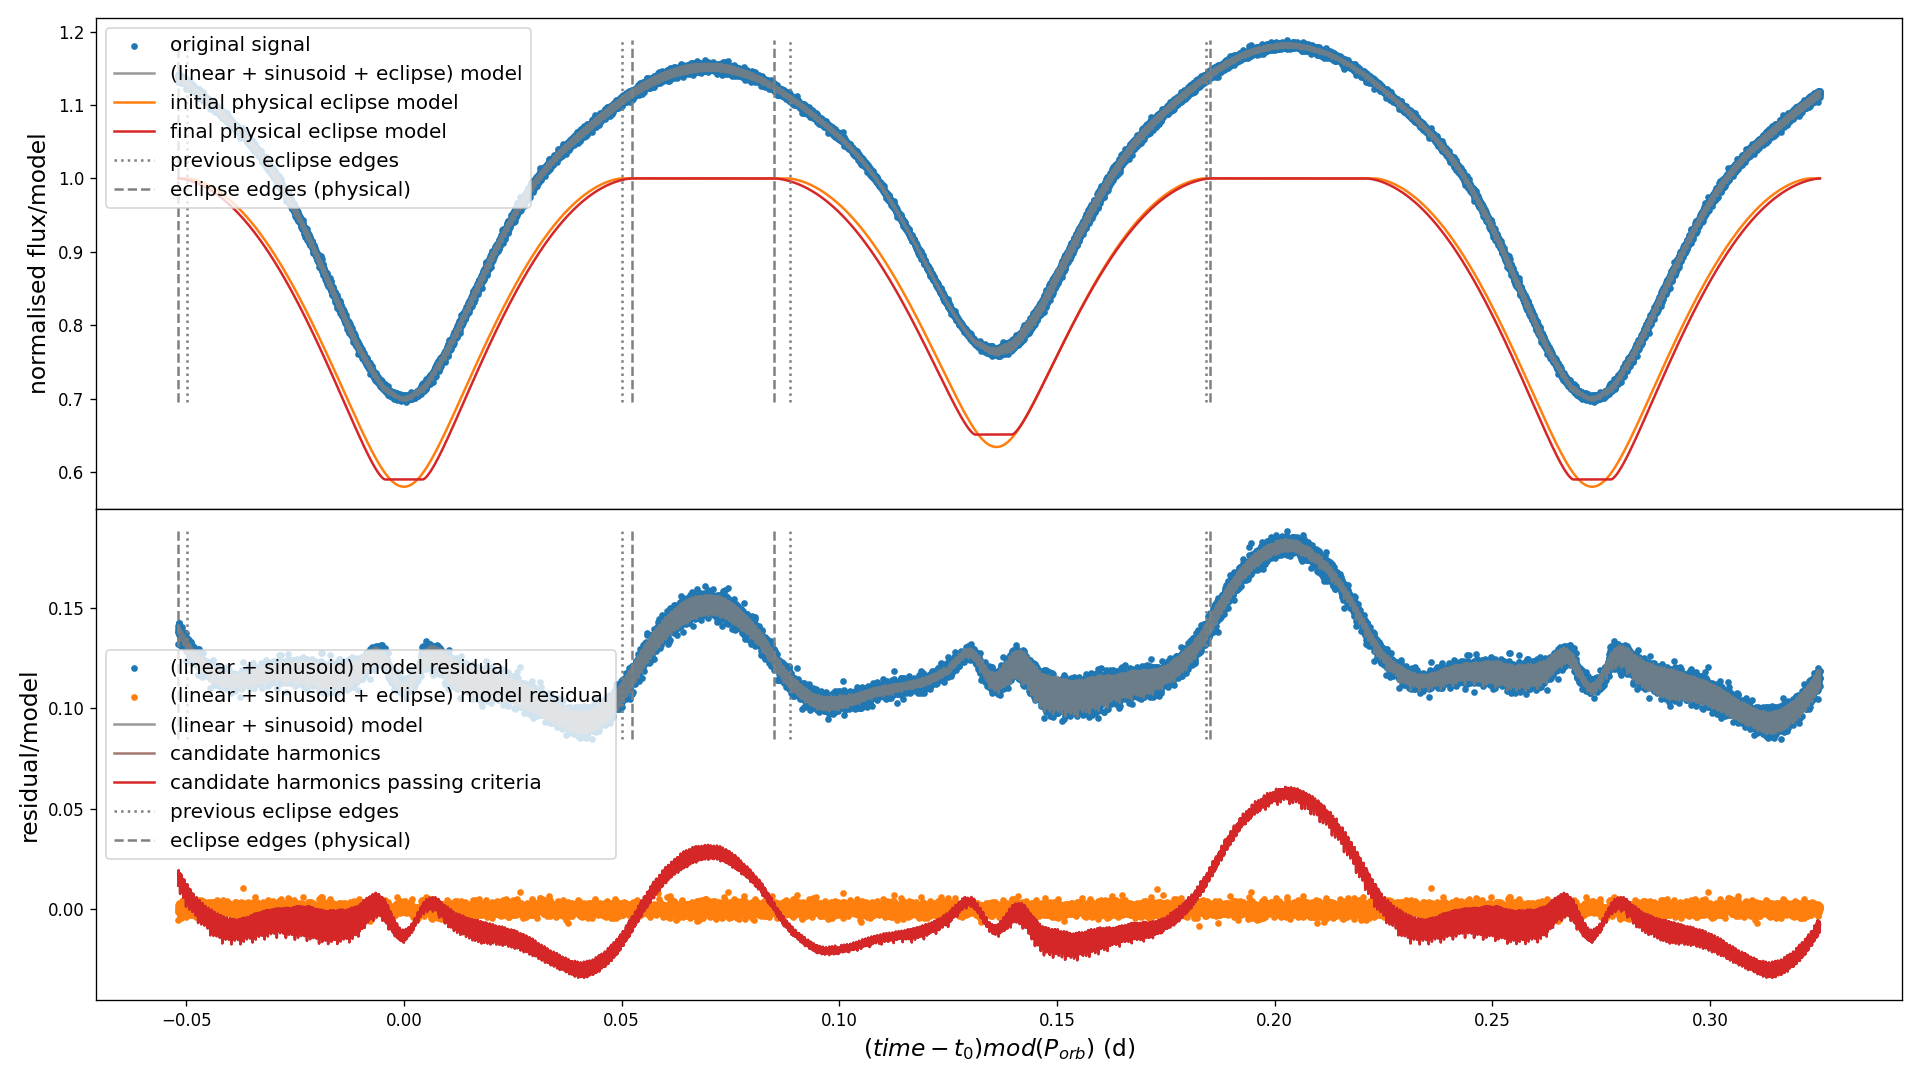 1.2
1.1
1.0
0.9
0.8
0.7
0.6
normalised flux/model
original signal
(linear + sinusoid + eclipse) model
initial physical eclipse model
final physical eclipse model
previous eclipse edges
eclipse edges (physical)
0.15
0.10
0.05
0.00
residual/model
(linear + sinusoid) model residual
(linear + sinusoid + eclipse) model residual
(linear + sinusoid) model
candidate harmonics
candidate harmonics passing criteria
previous eclipse edges
eclipse edges (physical)
−0.05 0.00 0.05 0.10 0.15 0.20 0.25 0.30
(time − t₀)mod(Pₒᵣb) (d)